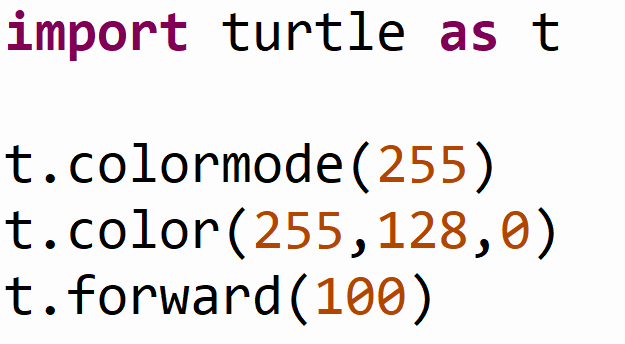 import turtle as t
t.colormode(255)
t.color(255,128,0)
t.forward(100)